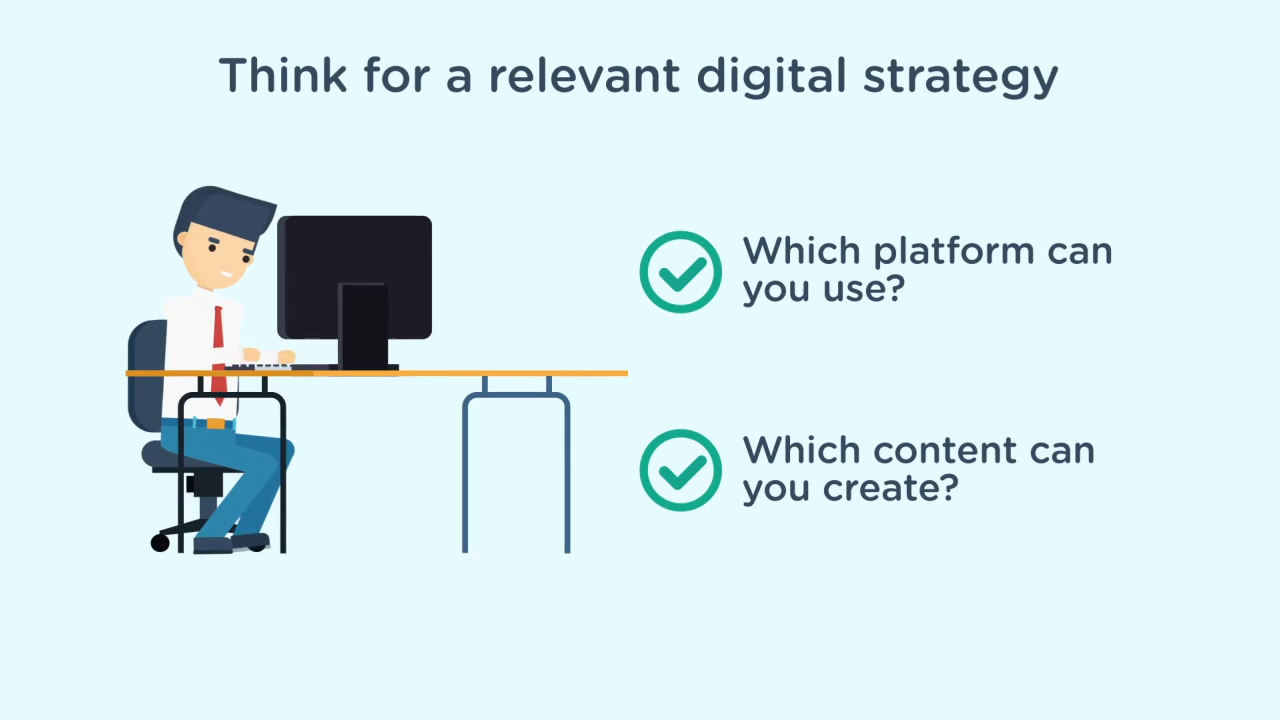 Think for a relevant digital strategy
Which platform can
you use?
Which content can
you create?